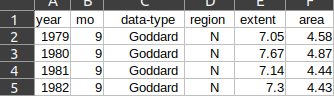 A B C D E F
1 year mo data-type region extent area
2 1979 9 Goddard N 7.05 4.58
3 1980 9 Goddard N 7.67 4.87
4 1981 9 Goddard N 7.14 4.44
5 1982 9 Goddard N 7.3 4.43